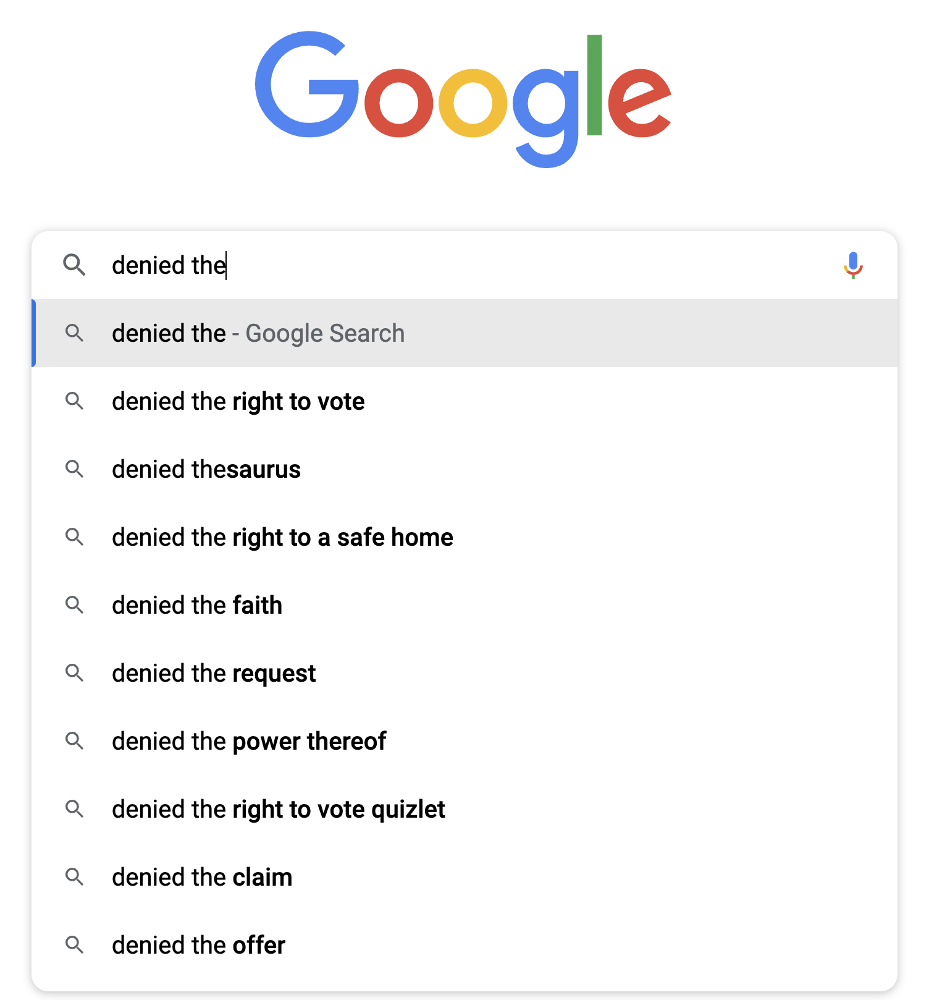 Google
denied the
denied the - Google Search
denied the right to vote
denied thesaurus
denied the right to a safe home
denied the faith
denied the request
denied the power thereof
denied the right to vote quizlet
denied the claim
denied the offer